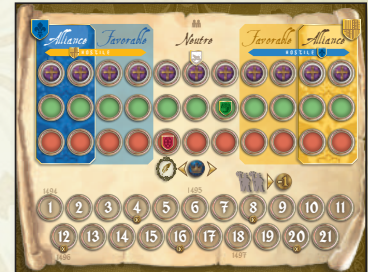 Alliance Favorable Neutre Favorable Alliance
HOSTILE HOSTILE
1494 1495
1 2 3 4 5 6 7 8 9 10 11
12 13 14 15 16 17 18 19 20 21
1496 1497